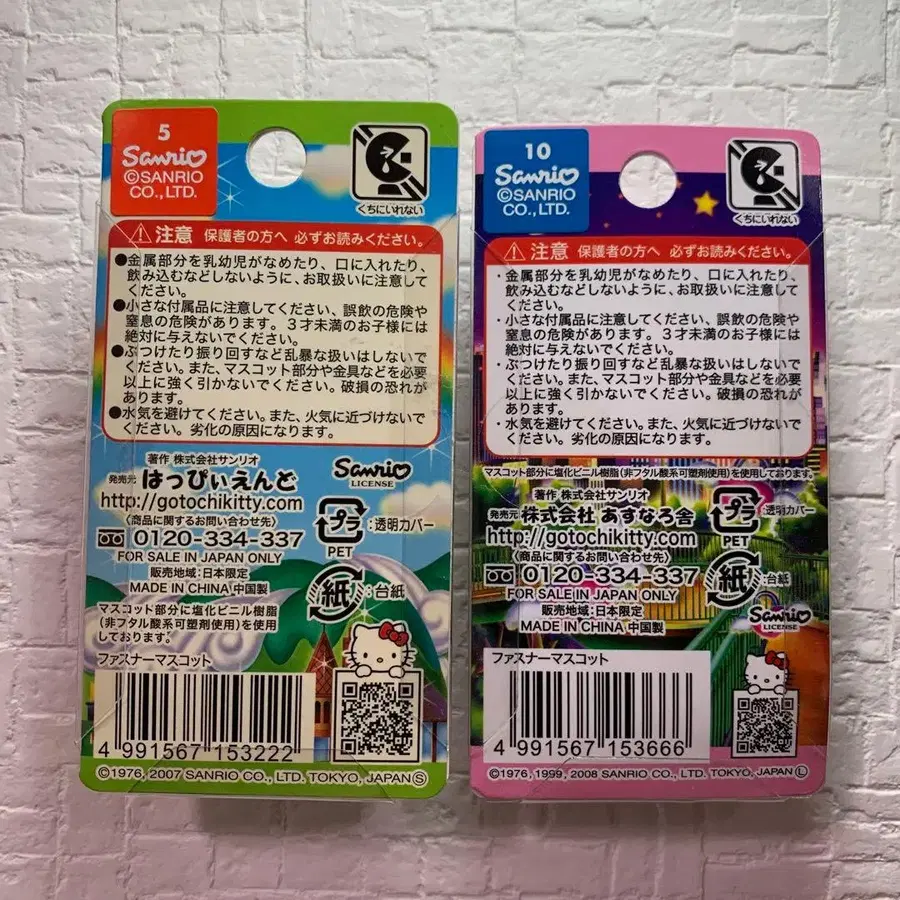 5
Sanrio
©SANRIO
CO.,LTD.
くちにいれない
注意 保護者の方へ 必ずお読みください。
●金属部分を乳幼児がなめたり、口に入れたり、
飲み込むなどしないように、お取扱いに注意して
ください。
●小さな付属品に注意してください、誤飲の危険や
窒息の危険があります。3才未満のお子様には
絶対に与えないでください。
●ぶつけたり振り回すなど乱暴な扱いはしないで
ください。また、マスコット部分や金具などを必要
以上に強く引かないでください。破損の恐れが
あります。
●水気を避けてください。また、火気に近づけないで
ください。劣化の原因になります。
著作 株式会社サンリオ
発売元 はっぴぃえんど
http://gotochikitty.com
〈商品に関するお問い合わせ先〉
0120-334-337
FOR SALE IN JAPAN ONLY
販売地域:日本限定
MADE IN CHINA 中国製
マスコット部分に塩化ビニル樹脂
(非フタル酸系可塑剤使用)を使用
しております。
Sanrio
LICENSE
プラ
:透明カバー
PET
紙
:台紙
ファスナーマスコット
4 991567 153222
©1976, 2007 SANRIO CO., LTD. TOKYO, JAPAN Ⓢ
10
Sanrio
©SANRIO
CO., LTD.
くちにいれない
注意 保護者の方へ 必ずお読みください。
・金属部分を乳幼児がなめたり、口に入れたり、
飲み込むなどしないように、お取扱いに注意して
ください。
・小さな付属品に注意してください、誤飲の危険や
窒息の危険があります。3才未満のお子様には
絶対に与えないでください。
・ぶつけたり振り回すなど乱暴な扱いはしないで
ください。また、マスコット部分や金具などを必要
以上に強く引かないでください。破損の恐れが
あります。
・水気を避けてください。また、火気に近づけないで
ください。劣化の原因になります。
マスコット部分に塩化ビニル樹脂(非フタル酸系可塑剤使用)を使用しております。
著作 株式会社サンリオ
発売元 株式会社 あすなろ舎
http://gotochikitty.com
〈商品に関するお問い合わせ先〉
0120-334-337
FOR SALE IN JAPAN ONLY
販売地域:日本限定
MADE IN CHINA 中国製
プラ
:透明カバー
PET
紙
:台紙
Sanrio
LICENSE
ファスナーマスコット
4 991567 153666
©1976, 1999, 2008 SANRIO CO., LTD. TOKYO, JAPAN Ⓛ